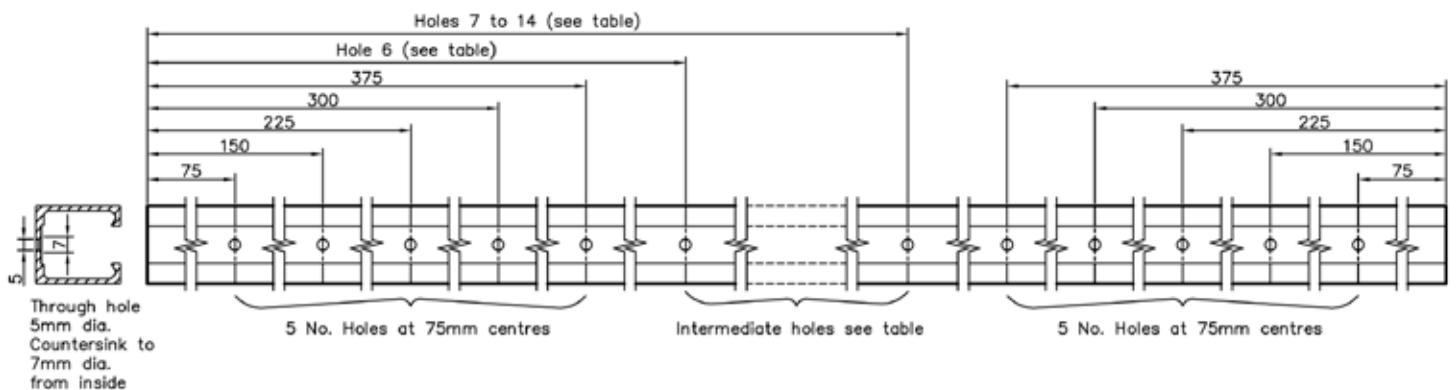 Holes 7 to 14 (see table)
Hole 6 (see table)
375
375
300
300
225
225
150
150
75
75
7
5
Through hole
5mm dia.
Countersink to
7mm dia.
from inside
5 No. Holes at 75mm centres
Intermediate holes see table
5 No. Holes at 75mm centres